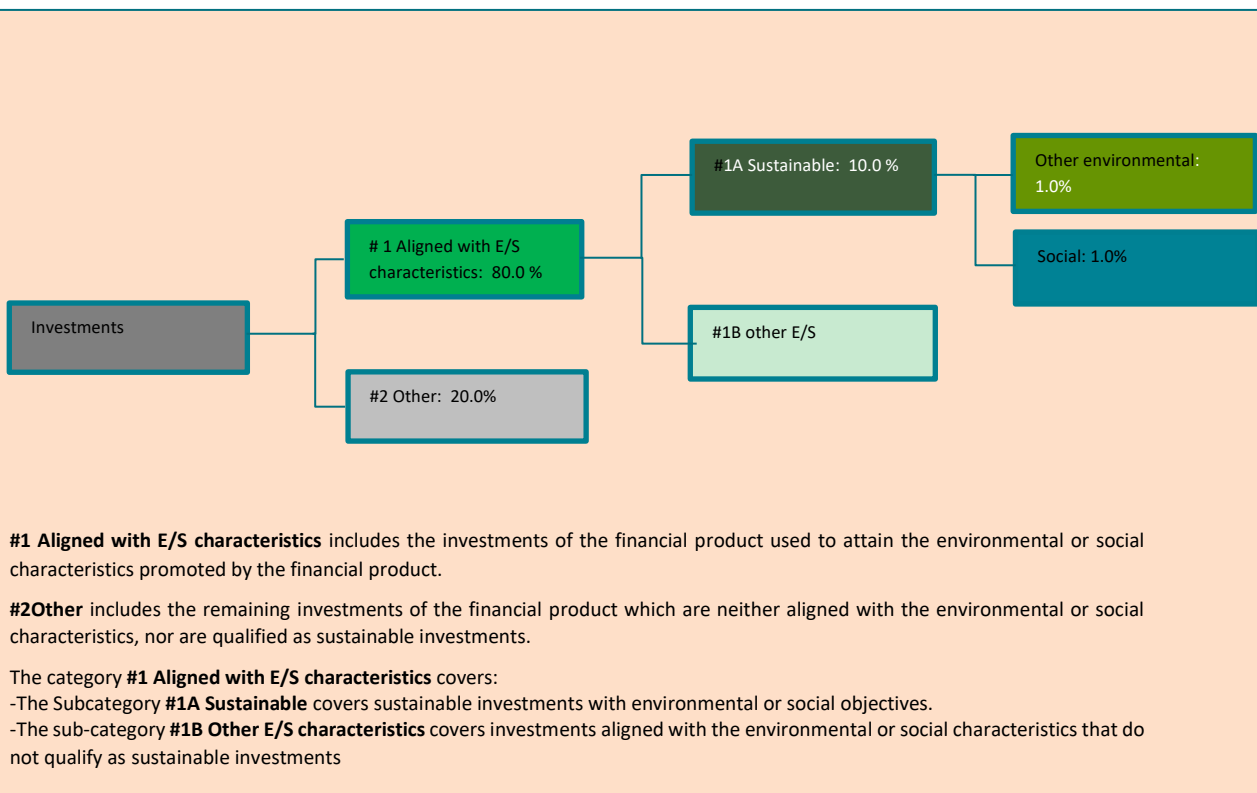 Investments
# 1 Aligned with E/S
characteristics:  80.0 %
#2 Other:  20.0%
#1A Sustainable:  10.0 %
#1B other E/S
Other environmental:
1.0%
Social: 1.0%
#1 Aligned with E/S characteristics includes the investments of the financial product used to attain the environmental or social
characteristics promoted by the financial product.
#2Other includes the remaining investments of the financial product which are neither aligned with the environmental or social
characteristics, nor are qualified as sustainable investments.
The category #1 Aligned with E/S characteristics covers:
-The Subcategory #1A Sustainable covers sustainable investments with environmental or social objectives.
-The sub-category #1B Other E/S characteristics covers investments aligned with the environmental or social characteristics that do
not qualify as sustainable investments